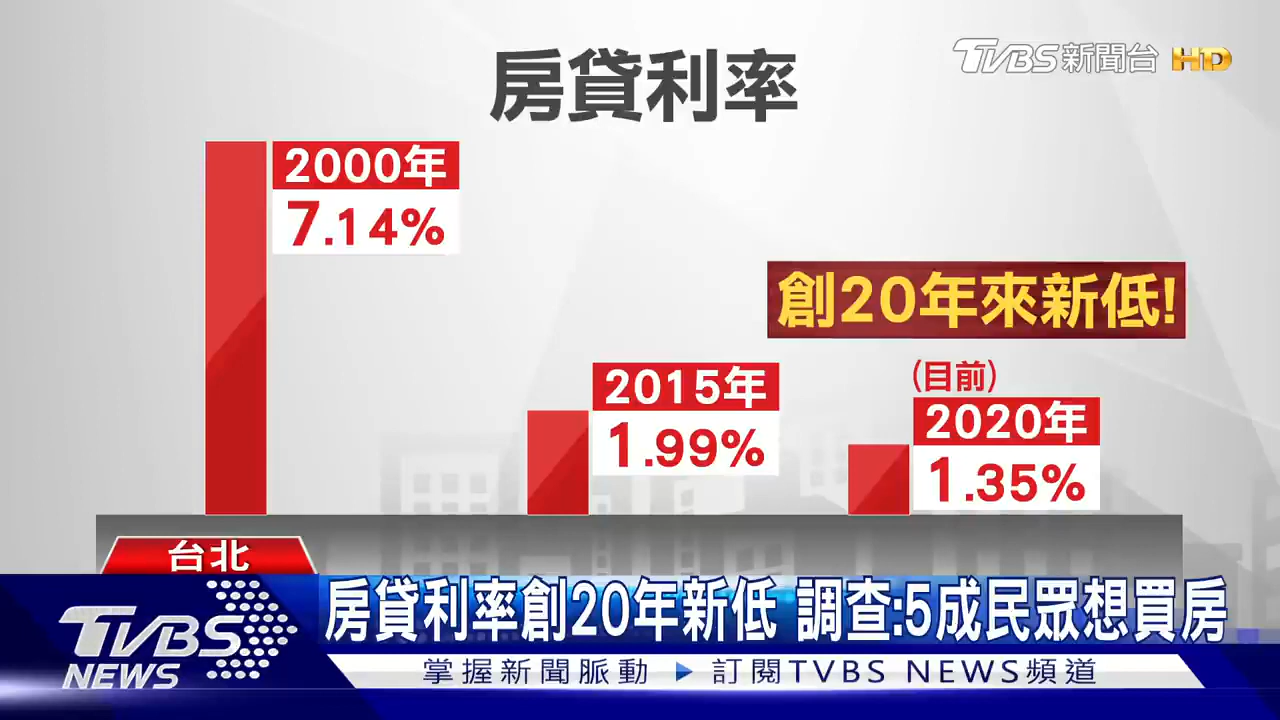 房貸利率
TVBS新聞台 HD
2000年
7.14%
創20年來新低!
2015年
1.99%
(目前)
2020年
1.35%
台北
房貸利率創20年新低 調查:5成民眾想買房
TVBS
NEWS
掌握新聞脈動 ▶ 訂閱TVBS NEWS頻道